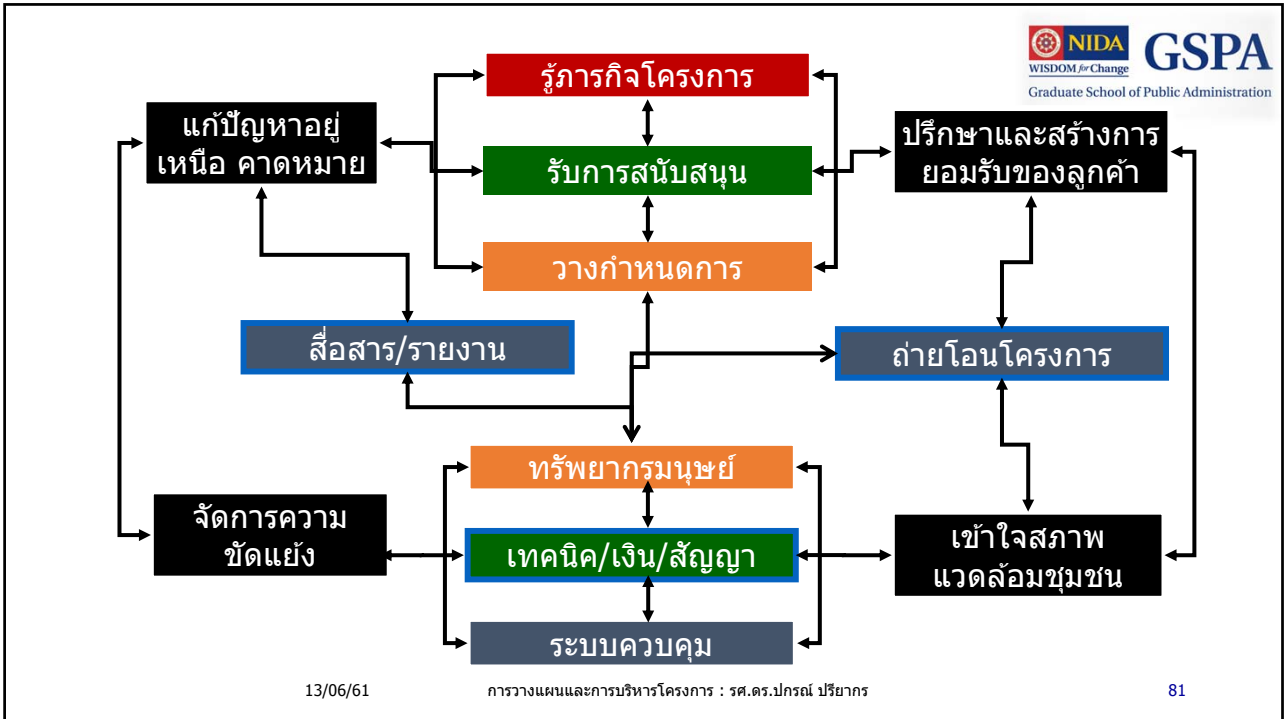 NIDA
WISDOM for Change
GSPA
Graduate School of Public Administration
รู้ภารกิจโครงการ
แก้ปัญหาอยู่
เหนือ คาดหมาย
รับการสนับสนุน
ปรึกษาและสร้างการ
ยอมรับของลูกค้า
วางกำหนดการ
สื่อสาร/รายงาน
ถ่ายโอนโครงการ
ทรัพยากรมนุษย์
จัดการความ
ขัดแย้ง
เทคนิค/เงิน/สัญญา
เข้าใจสภาพ
แวดล้อมชุมชน
ระบบควบคุม
13/06/61
การวางแผนและการบริหารโครงการ : รศ.ดร.ปกรณ์ ปรียากร
81